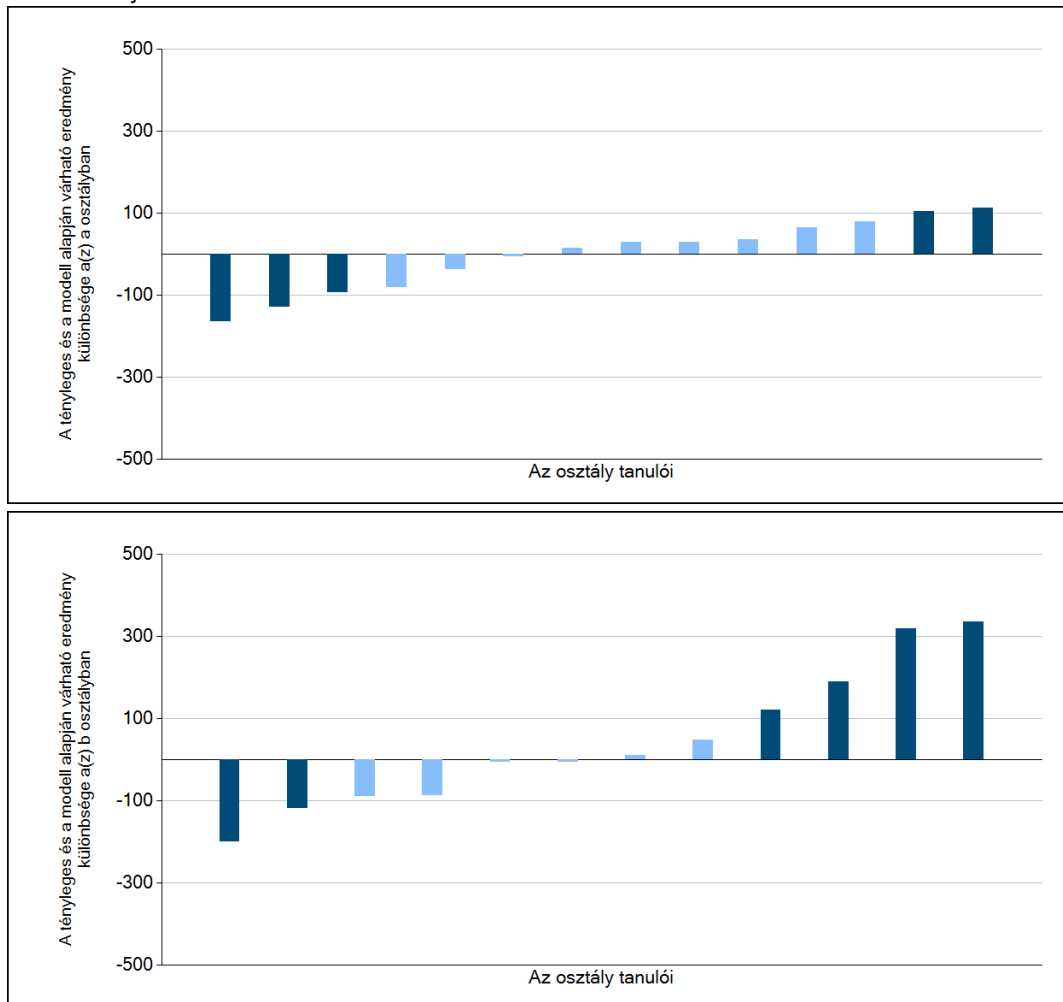 500
300
100
-100
-300
-500
A tényleges és a modell alapján várható eredmény
különbsége a(z) a osztályban
Az osztály tanulói
500
300
100
-100
-300
-500
A tényleges és a modell alapján várható eredmény
különbsége a(z) b osztályban
Az osztály tanulói